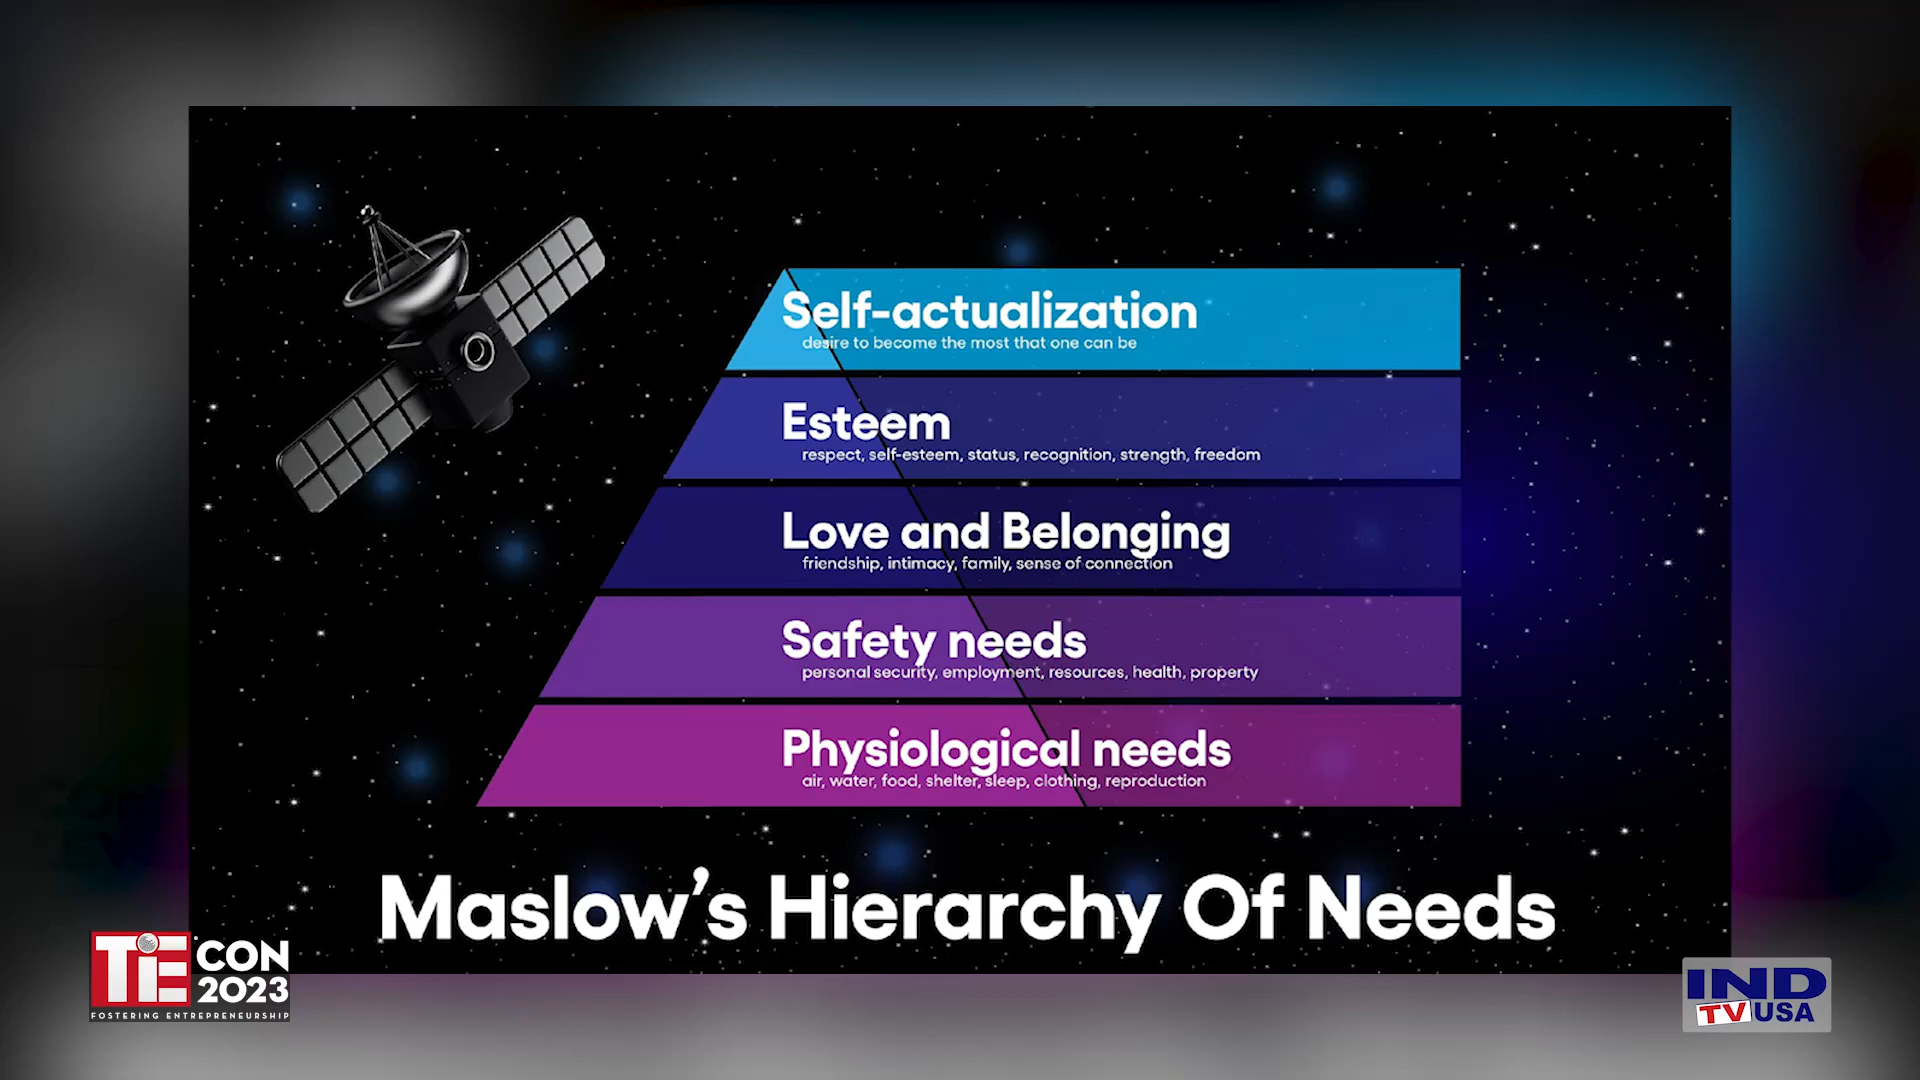 Self-actualization
desire to become the most that one can be
Esteem
respect, self-esteem, status, recognition, strength, freedom
Love and Belonging
friendship, intimacy, family, sense of connection
Safety needs
personal security, employment, resources, health, property
Physiological needs
air, water, food, shelter, sleep, clothing, reproduction
Maslow's Hierarchy Of Needs
TiE CON
2023
FOSTERING ENTREPRENEURSHIP
IND
TV USA